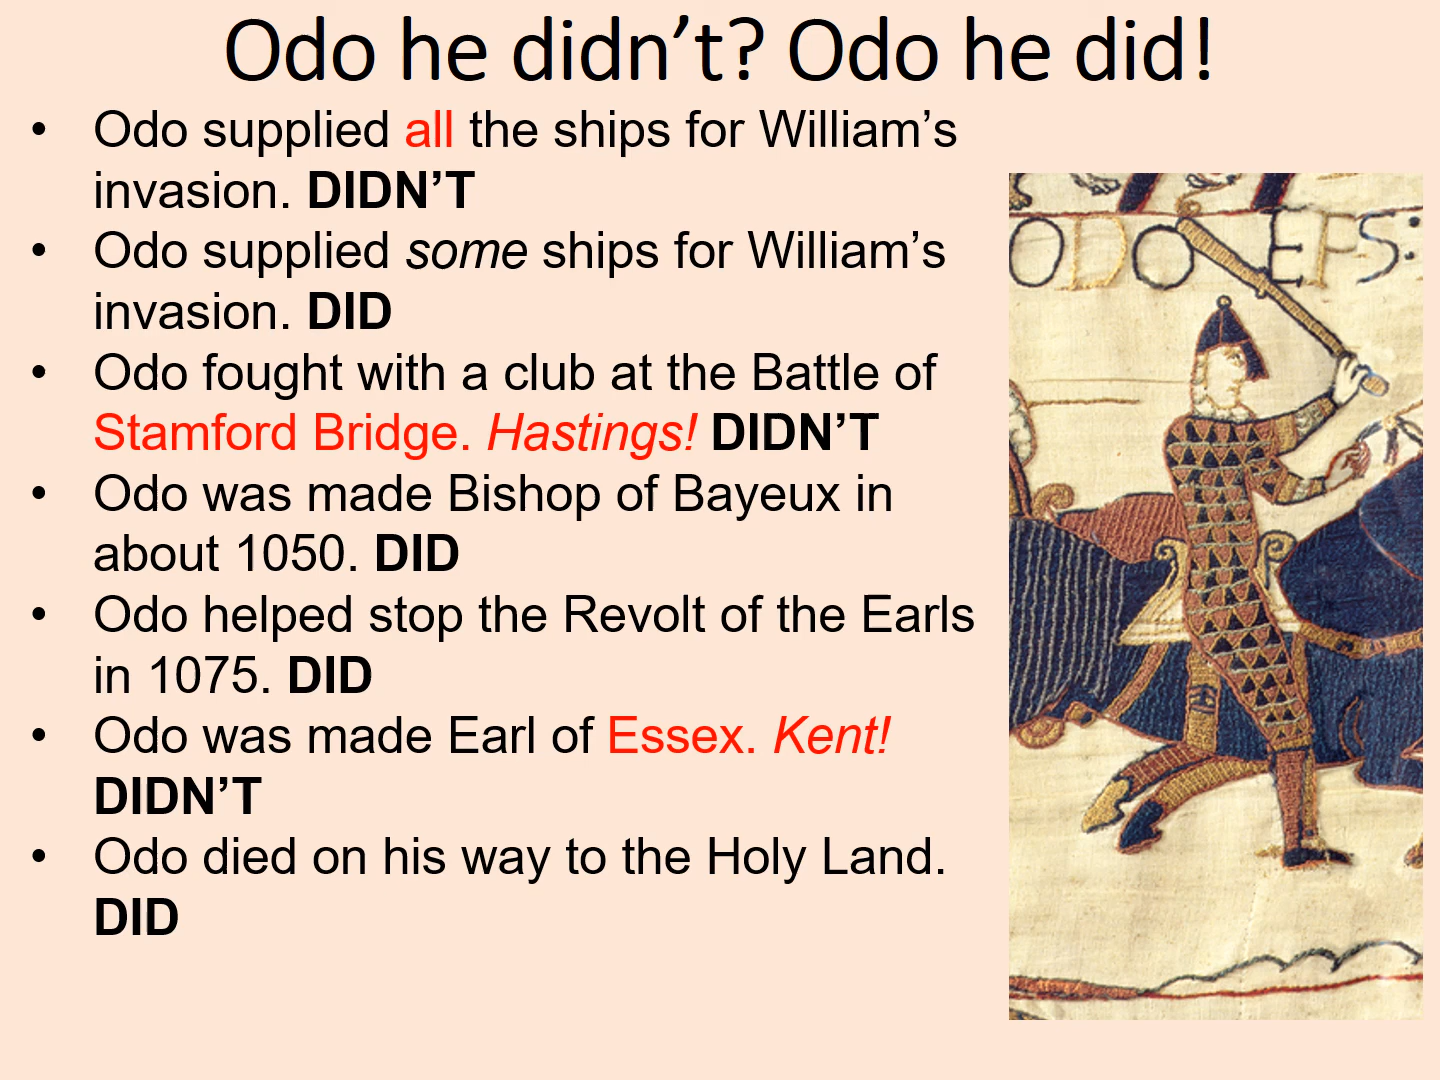 Odo he didn’t? Odo he did!
• Odo supplied all the ships for William’s
invasion. DIDN’T
• Odo supplied some ships for William’s
invasion. DID
• Odo fought with a club at the Battle of
Stamford Bridge. Hastings! DIDN’T
• Odo was made Bishop of Bayeux in
about 1050. DID
• Odo helped stop the Revolt of the Earls
in 1075. DID
• Odo was made Earl of Essex. Kent!
DIDN’T
• Odo died on his way to the Holy Land.
DID
ODO EPS: